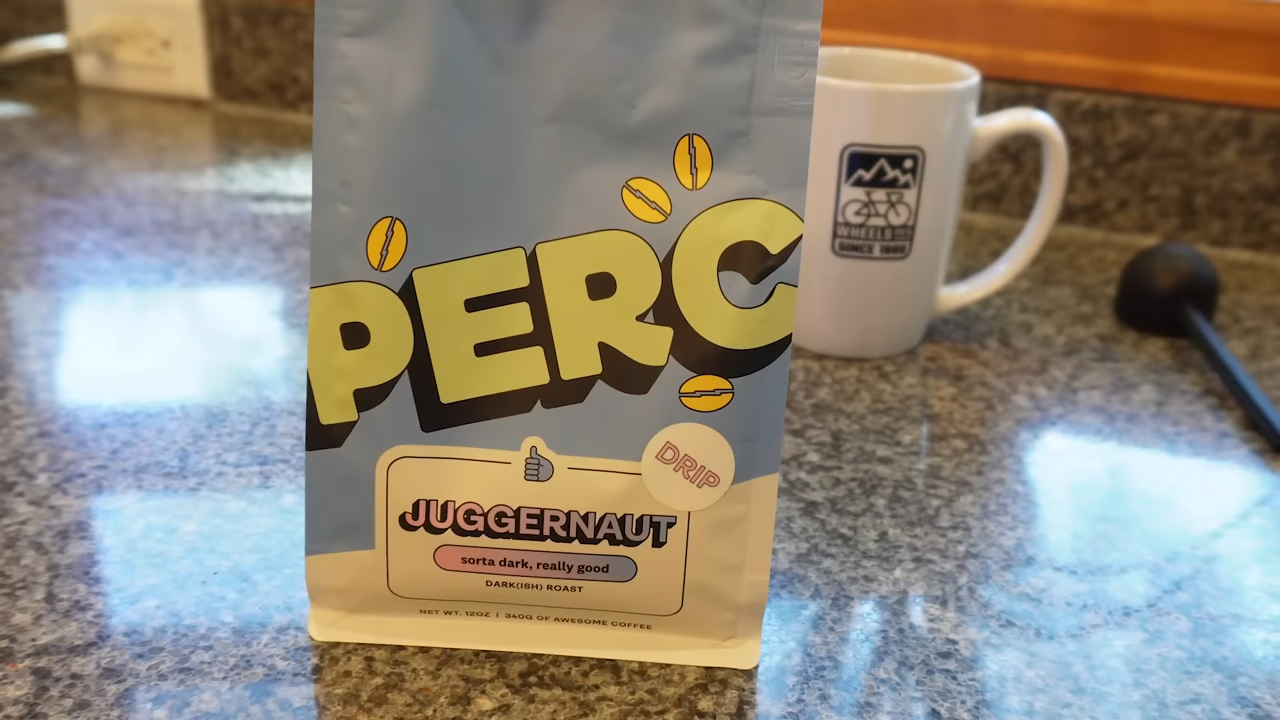 PERC
DRIP
JUGGERNAUT
sorta dark, really good
DARK(ISH) ROAST
NET WT. 12OZ | 340G OF AWESOME COFFEE
WHEELS
SINCE